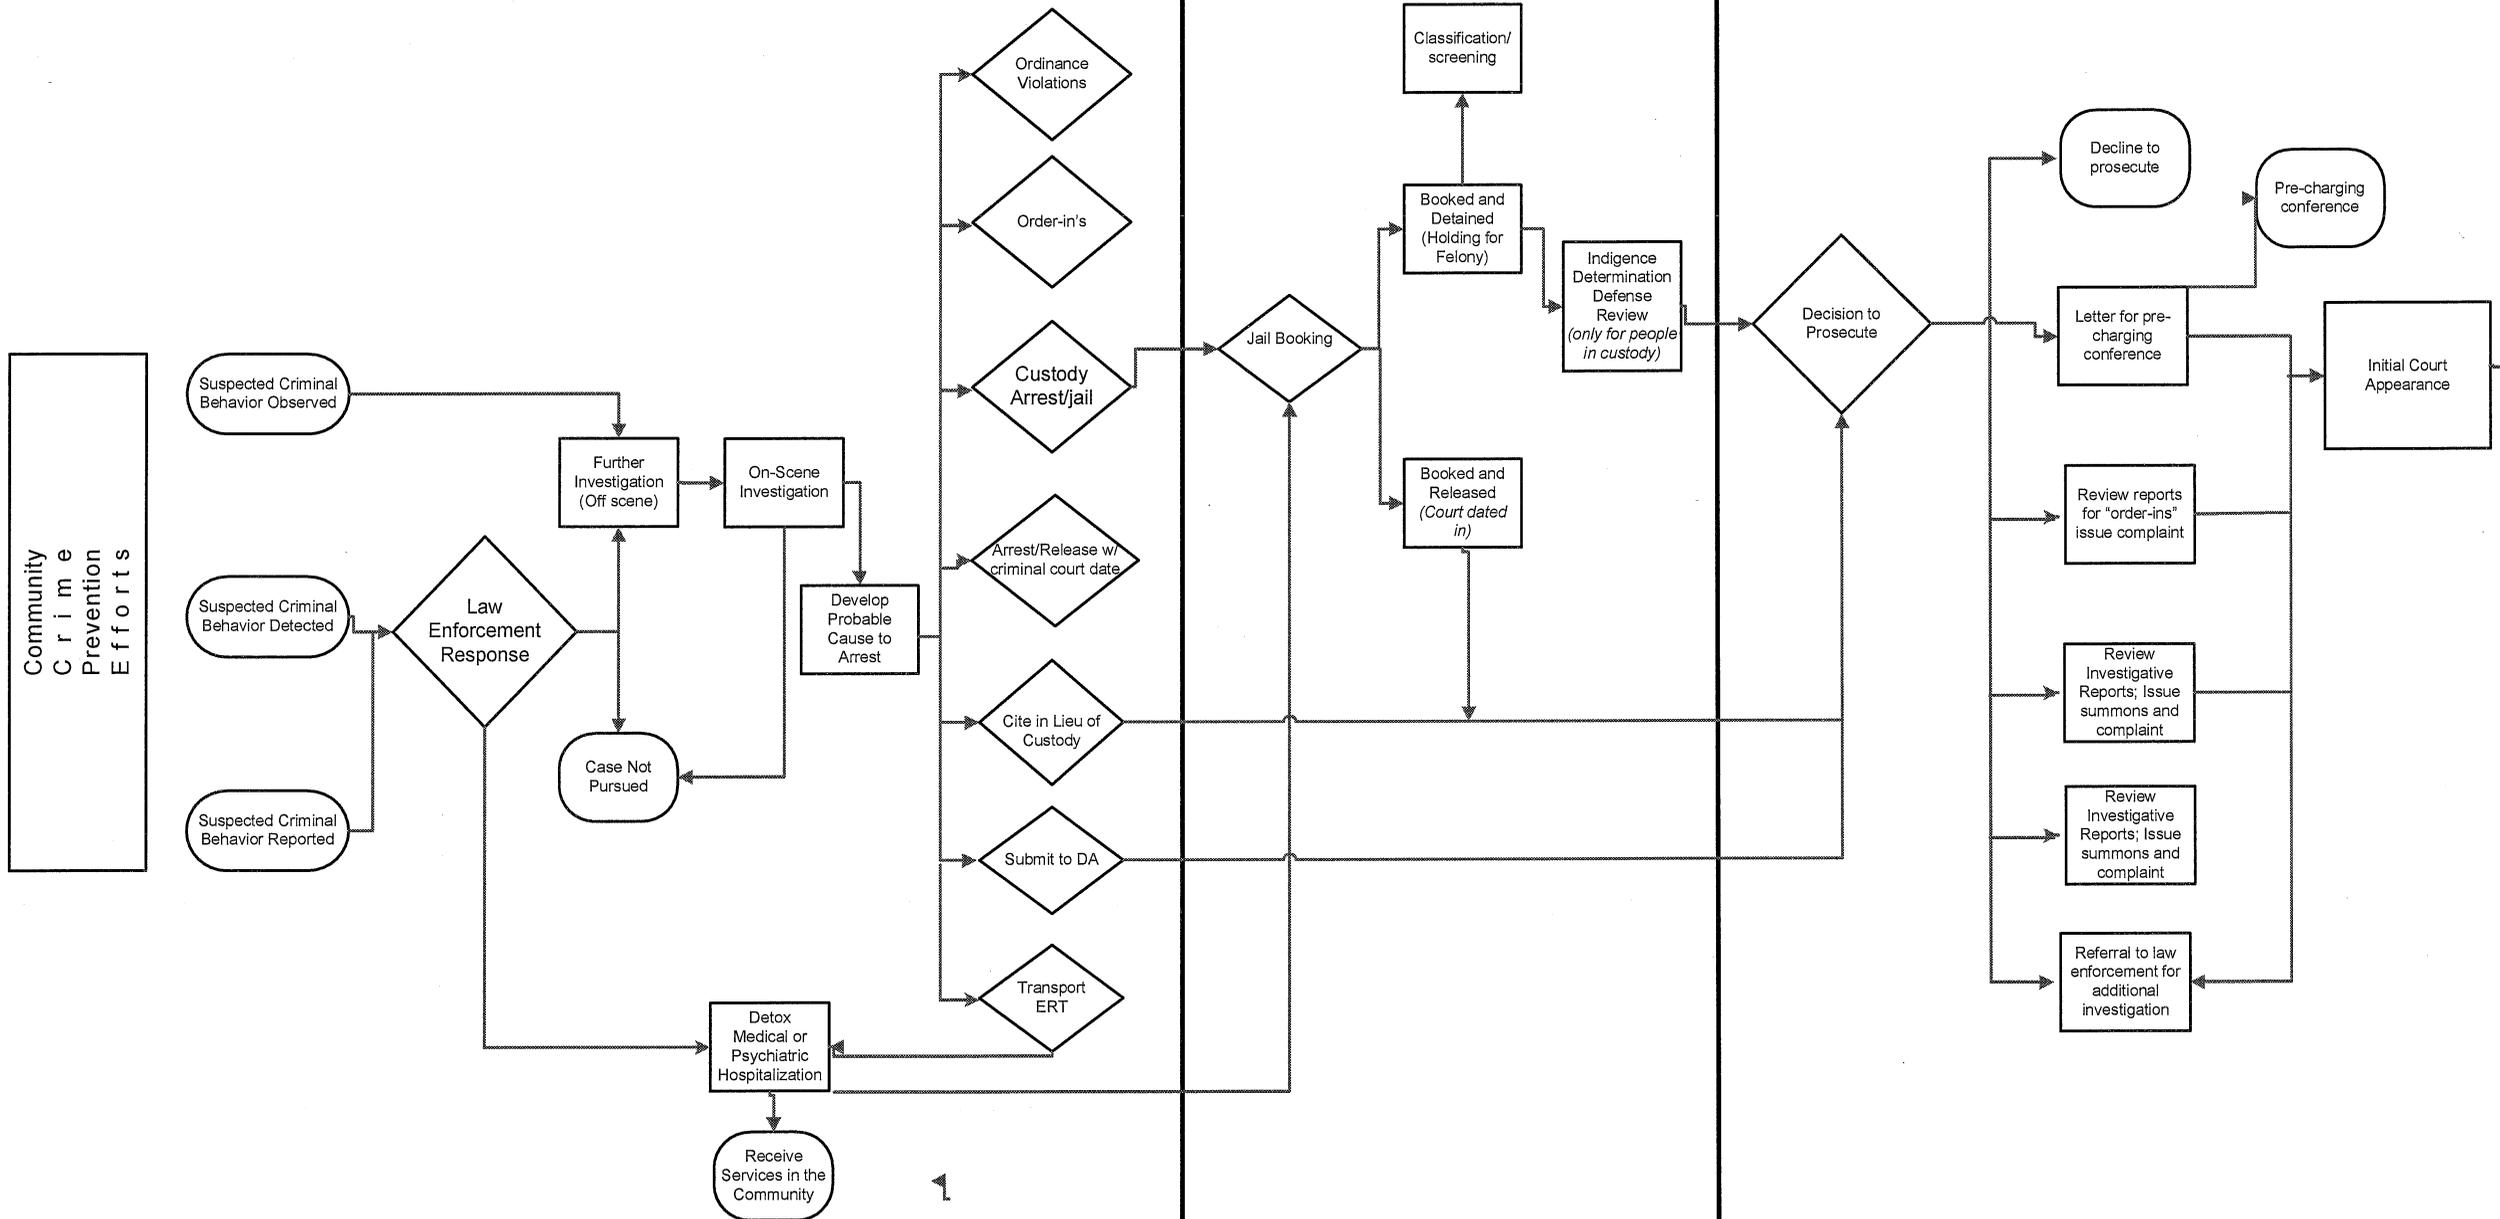 Community
Crime
Prevention
Efforts
Suspected Criminal
Behavior Observed
Suspected Criminal
Behavior Detected
Suspected Criminal
Behavior Reported
Law
Enforcement
Response
Further
Investigation
(Off scene)
On-Scene
Investigation
Case Not
Pursued
Develop
Probable
Cause to
Arrest
Detox
Medical or
Psychiatric
Hospitalization
Receive
Services in the
Community
Ordinance
Violations
Order-in's
Custody
Arrest/jail
Arrest/Release w/
criminal court date
Cite in Lieu of
Custody
Submit to DA
Transport
ERT
Jail Booking
Classification/
screening
Booked and
Detained
(Holding for
Felony)
Indigence
Determination
Defense
Review
(only for people
in custody)
Booked and
Released
(Court dated
in)
Decision to
Prosecute
Decline to
prosecute
Pre-charging
conference
Letter for pre-
charging
conference
Initial Court
Appearance
Review reports
for “order-ins”
issue complaint
Review
Investigative
Reports; Issue
summons and
complaint
Review
Investigative
Reports; Issue
summons and
complaint
Referral to law
enforcement for
additional
investigation